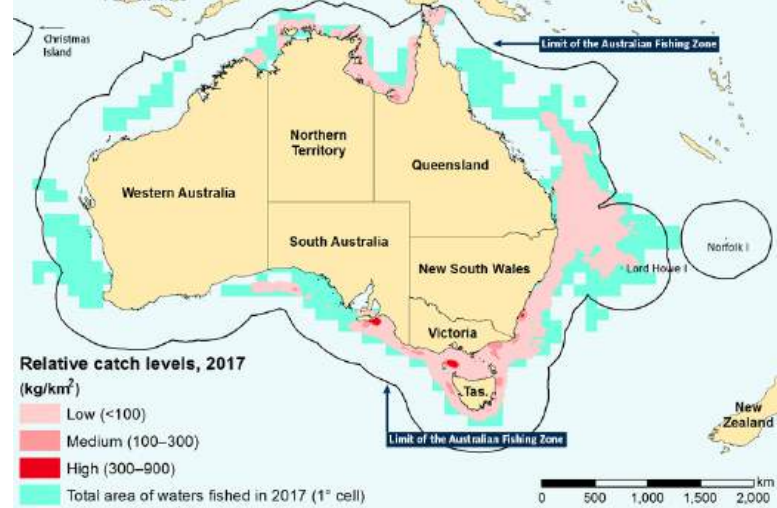 Christmas
Island
Limit of the Australian Fishing Zone
Northern
Territory
Queensland
Western Australia
South Australia
New South Wales
Norfolk I
Lord Howe I
Victoria
Tas.
Relative catch levels, 2017
(kg/km²)
Low (<100)
Medium (100–300)
High (300–900)
Total area of waters fished in 2017 (1° cell)
Limit of the Australian Fishing Zone
New
Zealand
km
0 500 1,000 1,500 2,000